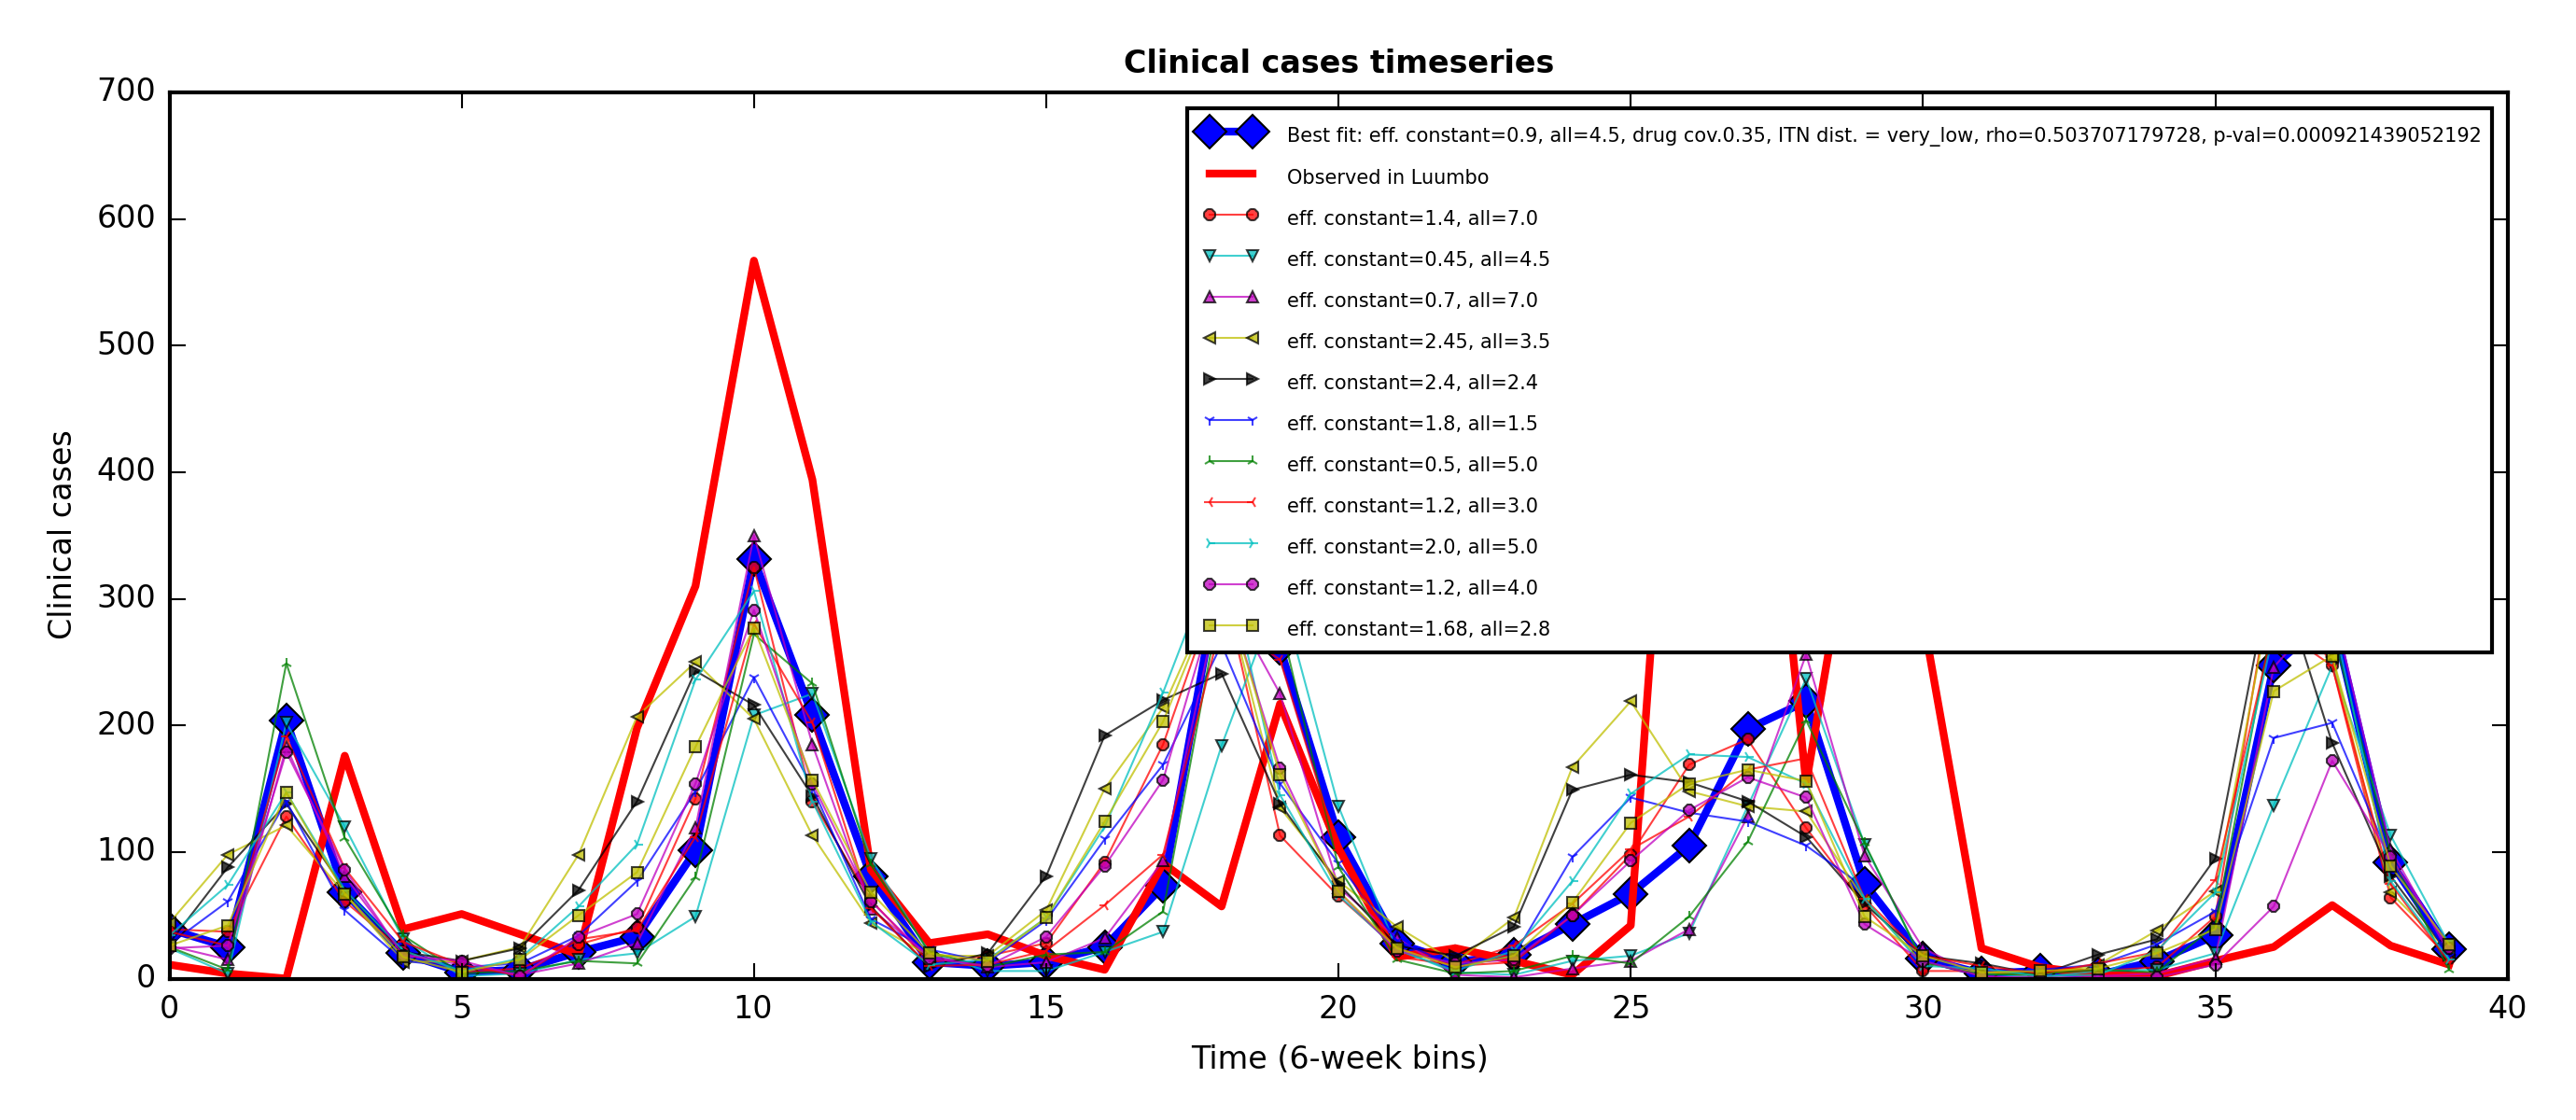 Clinical cases timeseries
700
600
500
400
300
200
100
0
Clinical cases
Best fit: eff. constant=0.9, all=4.5, drug cov.0.35, ITN dist. = very_low, rho=0.503707179728, p-val=0.000921439052192
Observed in Luumbo
eff. constant=1.4, all=7.0
eff. constant=0.45, all=4.5
eff. constant=0.7, all=7.0
eff. constant=2.45, all=3.5
eff. constant=2.4, all=2.4
eff. constant=1.8, all=1.5
eff. constant=0.5, all=5.0
eff. constant=1.2, all=3.0
eff. constant=2.0, all=5.0
eff. constant=1.2, all=4.0
eff. constant=1.68, all=2.8
0 5 10 15 20 25 30 35 40
Time (6-week bins)